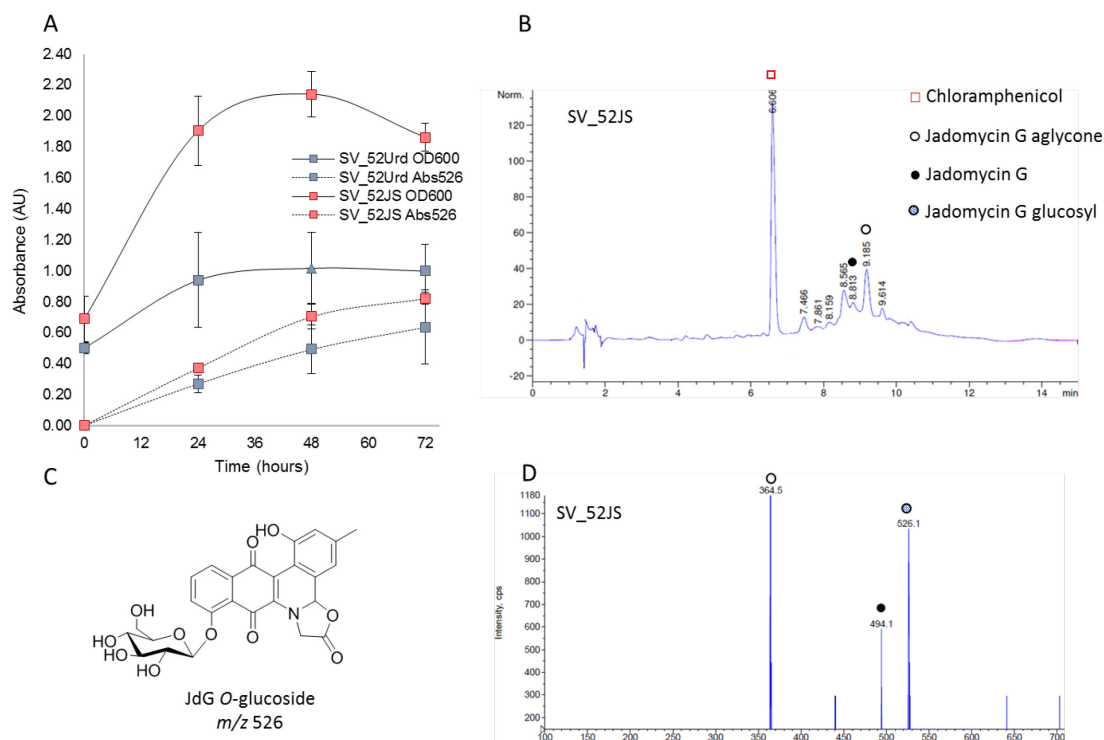 A
Absorbance (AU)
2.40
2.20
2.00
1.80
1.60
1.40
1.20
1.00
0.80
0.60
0.40
0.20
0.00
0 12 24 36 48 60 72
Time (hours)
SV_52Urd OD600
SV_52Urd Abs526
SV_52JS OD600
SV_52JS Abs526
B
Norm.
SV_52JS
140
120
100
80
60
40
20
0
-20
0 2 4 6 8 10 12 14 min
6.606
7.466
7.861
8.159
8.565
8.813
9.185
9.614
Chloramphenicol
Jadomycin G aglycone
Jadomycin G
Jadomycin G glucosyl
C
HO
O
O
N
O
O
OH
O
O
HO
HO
OH
JdG O-glucoside
m/z 526
D
SV_52JS
Intensity, cps
1180
1100
1000
900
800
700
600
500
400
300
200
100 150 200 250 300 350 400 450 500 550 600 650 700
364.5
494.1
526.1